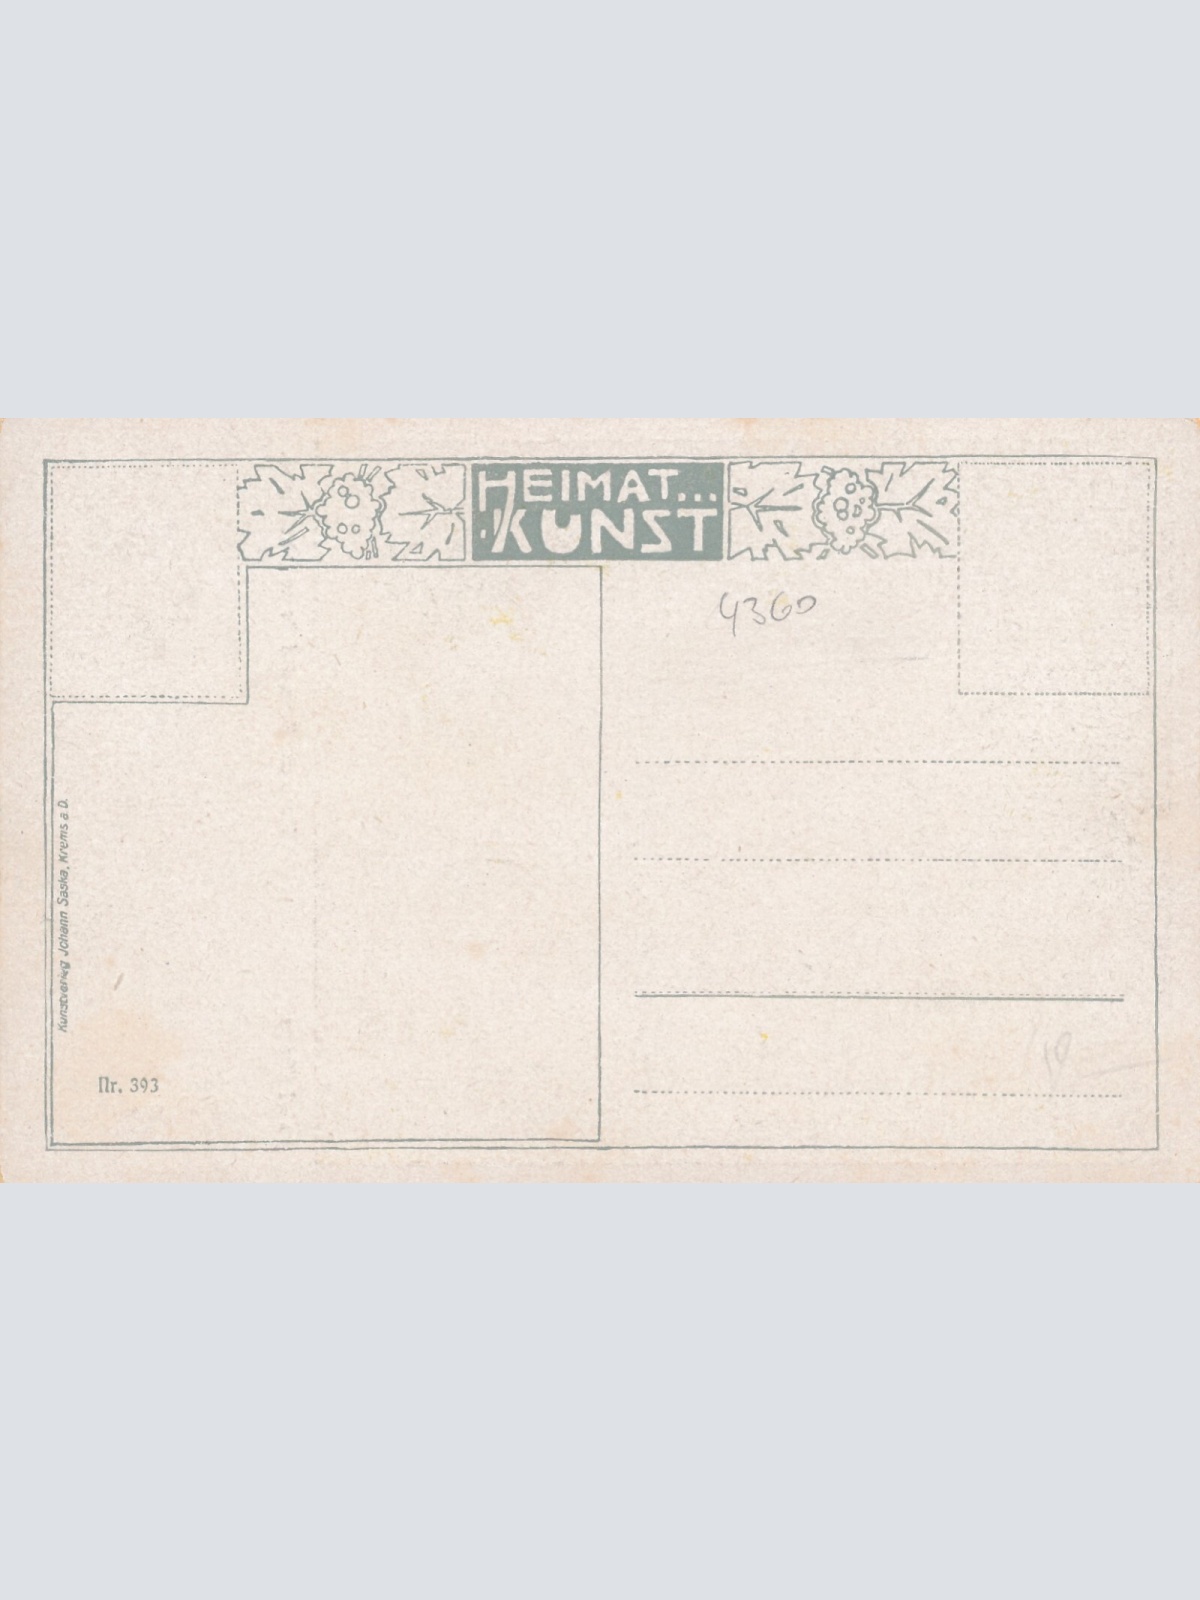 HEIMAT...
KUNST
4360
Kunstverlag Johann Saska, Krems a. D.
Nr. 393